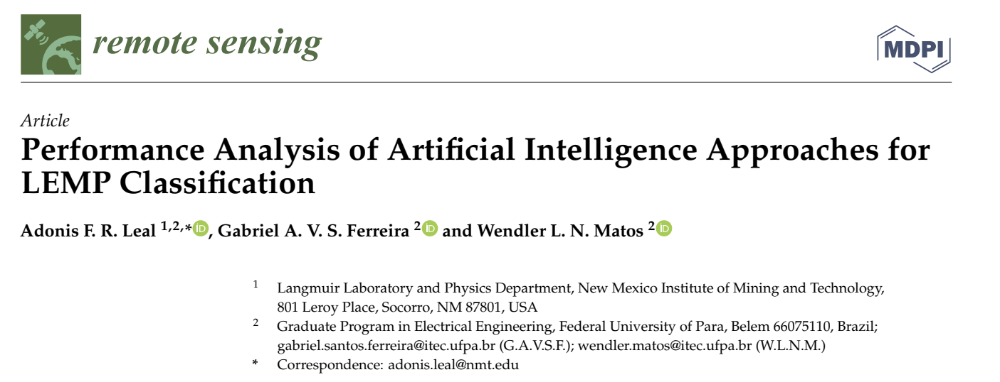 remote sensing
MDPI
Article
Performance Analysis of Artificial Intelligence Approaches for
LEMP Classification
Adonis F. R. Leal 1,2,* iD, Gabriel A. V. S. Ferreira 2 iD and Wendler L. N. Matos 2 iD
1 Langmuir Laboratory and Physics Department, New Mexico Institute of Mining and Technology,
801 Leroy Place, Socorro, NM 87801, USA
2 Graduate Program in Electrical Engineering, Federal University of Para, Belem 66075110, Brazil;
gabriel.santos.ferreira@itec.ufpa.br (G.A.V.S.F.); wendler.matos@itec.ufpa.br (W.L.N.M.)
* Correspondence: adonis.leal@nmt.edu